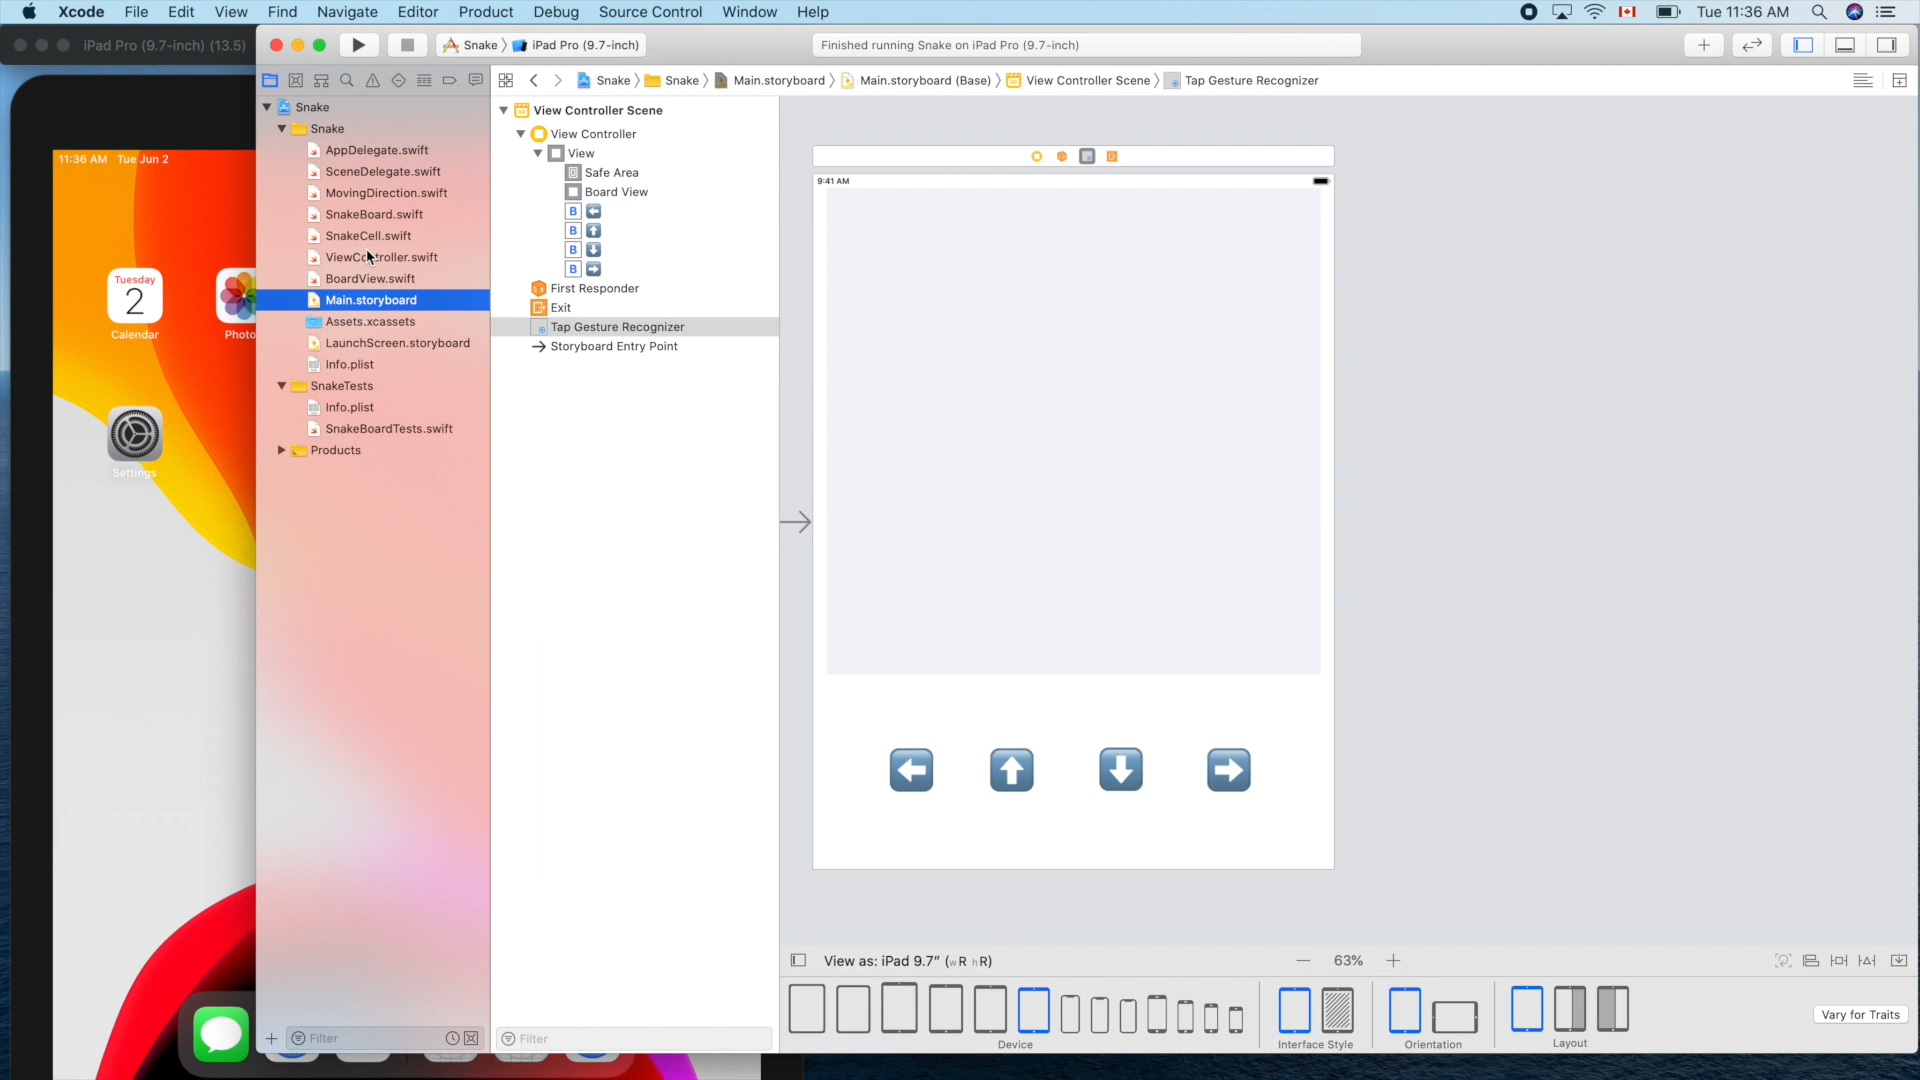 Xcode File Edit View Find Navigate Editor Product Debug Source Control Window Help Tue 11:36 AM
iPad Pro (9.7-inch) (13.5)
Snake iPad Pro (9.7-inch)
Finished running Snake on iPad Pro (9.7-inch)
Snake Snake Main.storyboard Main.storyboard (Base) View Controller Scene Tap Gesture Recognizer
11:36 AM Tue Jun 2
Tuesday
2
Calendar
Photo
Settings
Snake
Snake
AppDelegate.swift
SceneDelegate.swift
MovingDirection.swift
SnakeBoard.swift
SnakeCell.swift
ViewController.swift
BoardView.swift
Main.storyboard
Assets.xcassets
LaunchScreen.storyboard
Info.plist
SnakeTests
Info.plist
SnakeBoardTests.swift
Products
Filter
View Controller Scene
View Controller
View
Safe Area
Board View
B ⬅️
B ⬆️
B ⬇️
B ➡️
First Responder
Exit
Tap Gesture Recognizer
Storyboard Entry Point
Filter
9:41 AM
View as: iPad 9.7" (wR hR)
63%
Device
Interface Style
Orientation
Layout
Vary for Traits